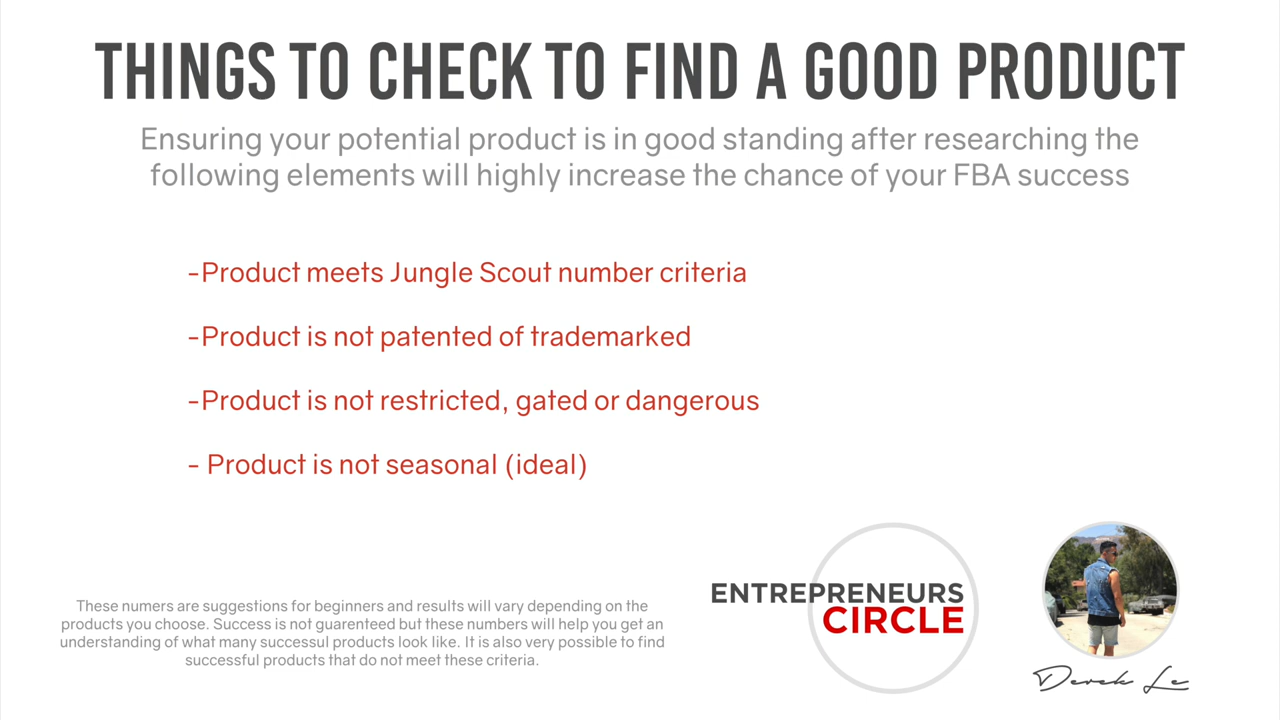 THINGS TO CHECK TO FIND A GOOD PRODUCT
Ensuring your potential product is in good standing after researching the
following elements will highly increase the chance of your FBA success
-Product meets Jungle Scout number criteria
-Product is not patented of trademarked
-Product is not restricted, gated or dangerous
- Product is not seasonal (ideal)
These numers are suggestions for beginners and results will vary depending on the
products you choose. Success is not guarenteed but these numbers will help you get an
understanding of what many successul products look like. It is also very possible to find
successful products that do not meet these criteria.
ENTREPRENEURS
CIRCLE
Derek Le